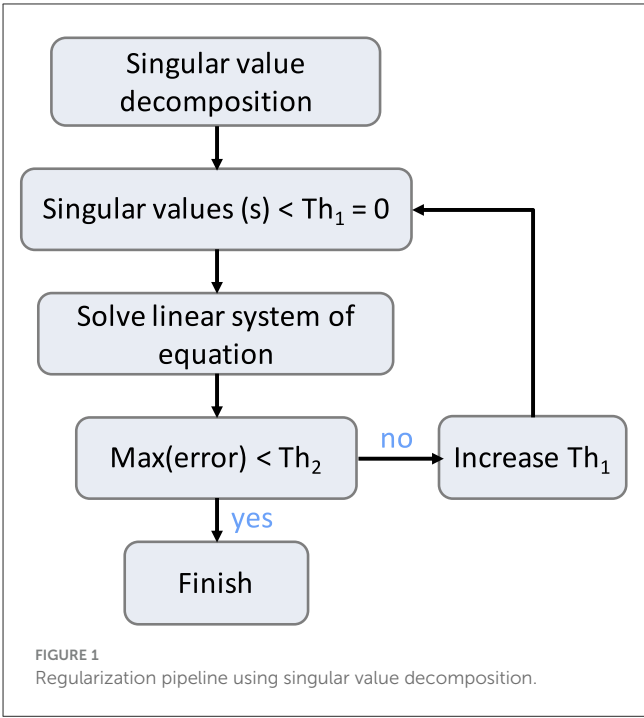 Singular value
decomposition
Singular values (s) < Th₁ = 0
Solve linear system of
equation
Max(error) < Th₂
no
Increase Th₁
yes
Finish
FIGURE 1
Regularization pipeline using singular value decomposition.